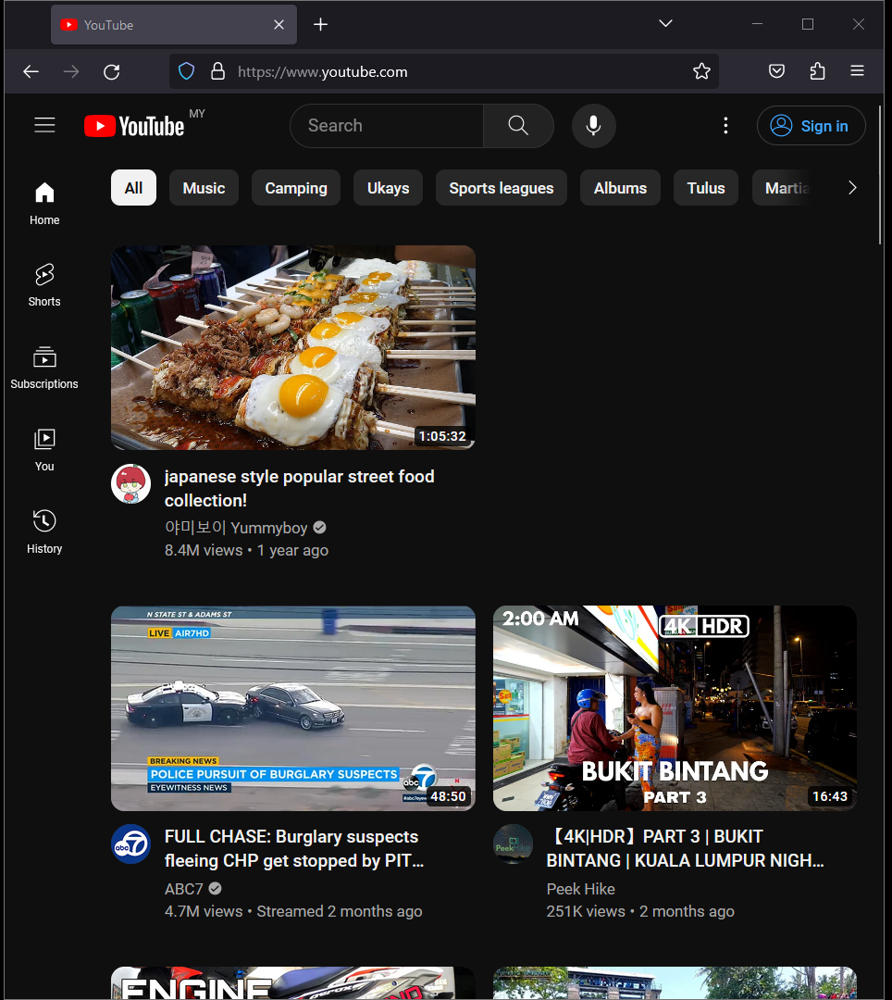 YouTube
https://www.youtube.com
YouTube MY
Search
Sign in
All
Music
Camping
Ukays
Sports leagues
Albums
Tulus
Martia
Home
Shorts
Subscriptions
You
History
1:05:32
japanese style popular street food
collection!
야미보이 Yummyboy
8.4M views • 1 year ago
N STATE ST & ADAMS ST
LIVE AIR7HD
BREAKING NEWS
POLICE PURSUIT OF BURGLARY SUSPECTS
EYEWITNESS NEWS
abc 7
48:50
FULL CHASE: Burglary suspects
fleeing CHP get stopped by PIT…
ABC7
4.7M views • Streamed 2 months ago
2:00 AM
4K HDR
BUKIT BINTANG
PART 3
16:43
PeekHike
【4K|HDR】PART 3 | BUKIT
BINTANG | KUALA LUMPUR NIGH…
Peek Hike
251K views • 2 months ago
ENGINE